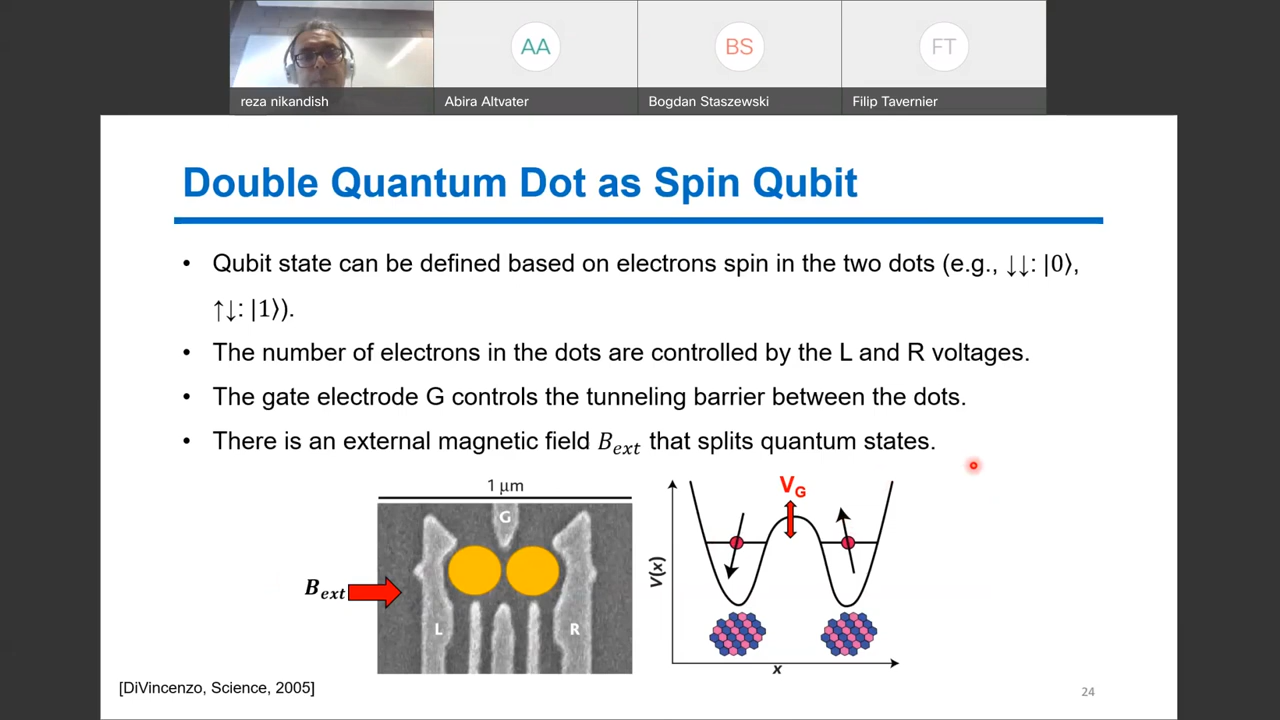 AA
BS
FT
reza nikandish
Abira Altvater
Bogdan Staszewski
Filip Tavernier
Double Quantum Dot as Spin Qubit
• Qubit state can be defined based on electrons spin in the two dots (e.g., ↓↓: |0⟩,
↑↓: |1⟩).
• The number of electrons in the dots are controlled by the L and R voltages.
• The gate electrode G controls the tunneling barrier between the dots.
• There is an external magnetic field B_ext that splits quantum states.
1 μm
G
L
R
B_ext
V_G
V(x)
x
[DiVincenzo, Science, 2005]
24